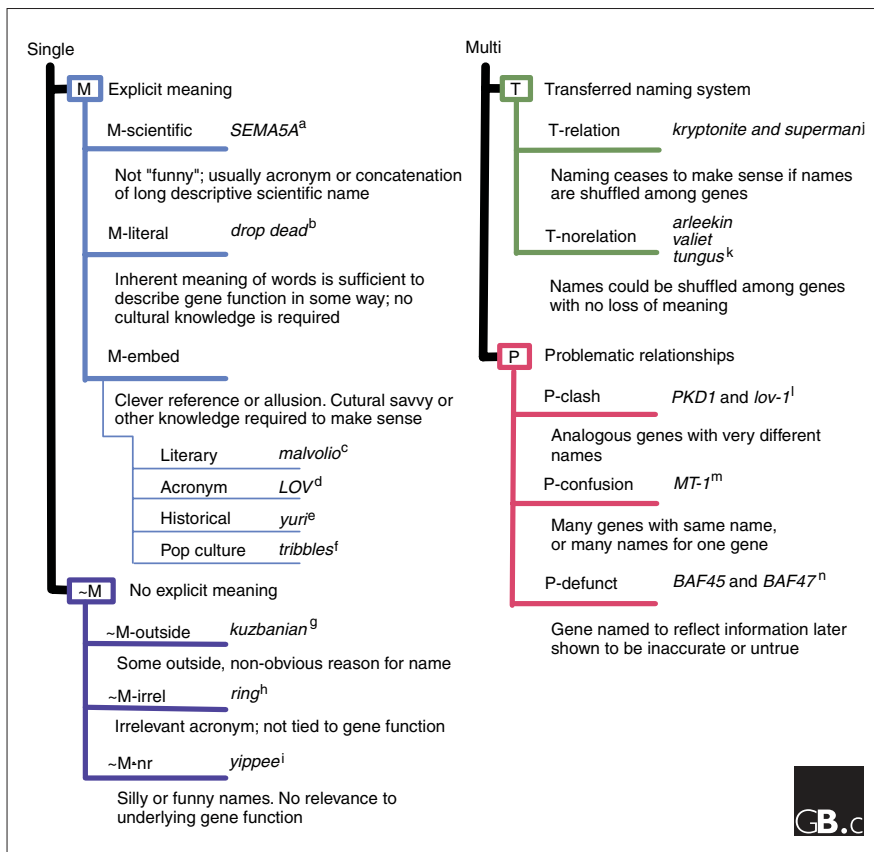 Single
M Explicit meaning
M-scientific SEMA5Aa
Not "funny"; usually acronym or concatenation
of long descriptive scientific name
M-literal drop deadb
Inherent meaning of words is sufficient to
describe gene function in some way; no
cultural knowledge is required
M-embed
Clever reference or allusion. Cutural savvy or
other knowledge required to make sense
Literary malvolioc
Acronym LOVd
Historical yurie
Pop culture tribblesf
~M No explicit meaning
~M-outside kuzbaniang
Some outside, non-obvious reason for name
~M-irrel ringh
Irrelevant acronym; not tied to gene function
~M-nr yippeei
Silly or funny names. No relevance to
underlying gene function
Multi
T Transferred naming system
T-relation kryptonite and supermanj
Naming ceases to make sense if names
are shuffled among genes
T-norelation arleekin
valiet
tungusk
Names could be shuffled among genes
with no loss of meaning
P Problematic relationships
P-clash PKD1 and lov-1l
Analogous genes with very different
names
P-confusion MT-1m
Many genes with same name,
or many names for one gene
P-defunct BAF45 and BAF47n
Gene named to reflect information later
shown to be inaccurate or untrue
GB.c